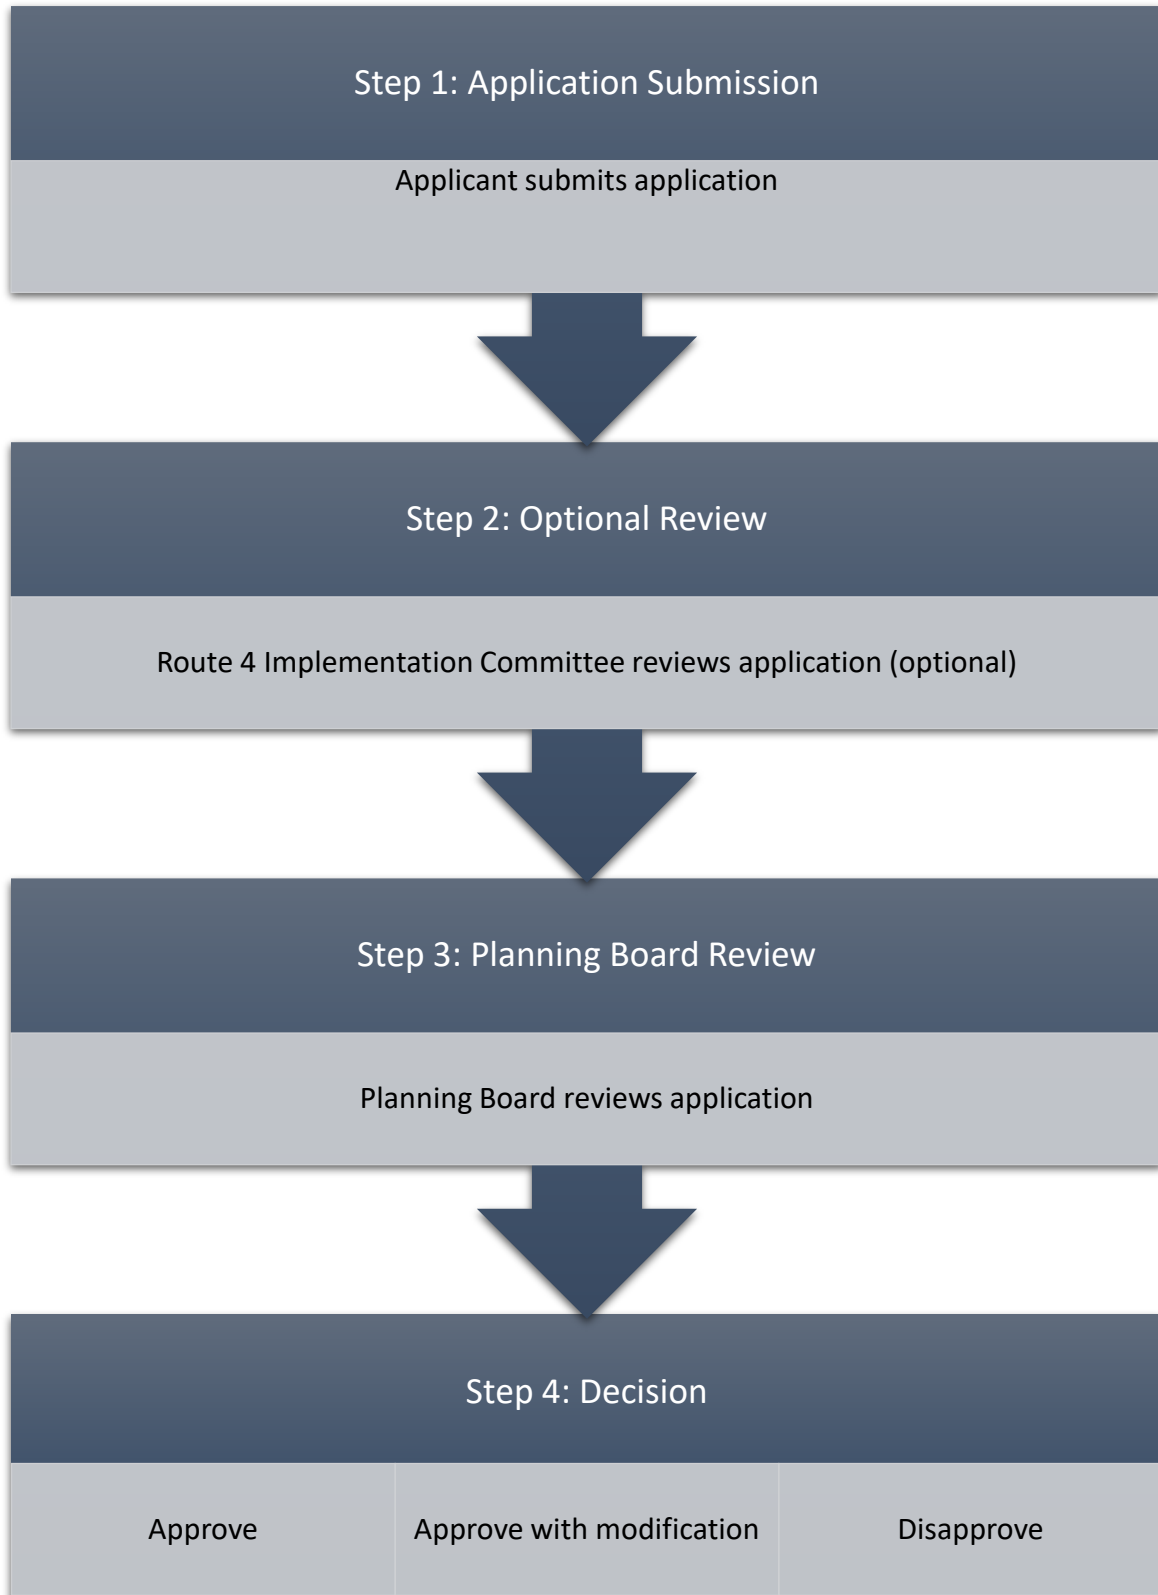 Step 1: Application Submission
Applicant submits application
Step 2: Optional Review
Route 4 Implementation Committee reviews application (optional)
Step 3: Planning Board Review
Planning Board reviews application
Step 4: Decision
Approve
Approve with modification
Disapprove